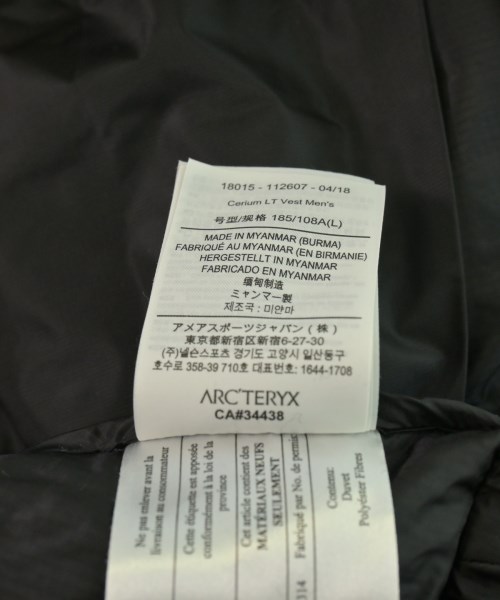 18015 - 112607 - 04/18
Cerium LT Vest Men's
号型/规格 185/108A(L)
MADE IN MYANMAR (BURMA)
FABRIQUÉ AU MYANMAR (EN BIRMANIE)
HERGESTELLT IN MYANMAR
FABRICADO EN MYANMAR
缅甸制造
ミャンマー製
제조국 : 미얀마
アメアスポーツジャパン (株)
東京都新宿区新宿6-27-30
(주)넬슨스포츠 경기도 고양시 일산동구
호수로 358-39 710호 대표번호: 1644-1708
ARC'TERYX
CA#34438
Ne pas enlever avant la
livraison au consommateur
Cette étiquette est apposée
conformément à la loi de la
province
Cet article contient des
MATÉRIAUX NEUFS
SEULEMENT
Fabriqué par No. de permis
314
Contenu:
Duvet
Polyéster Fibres